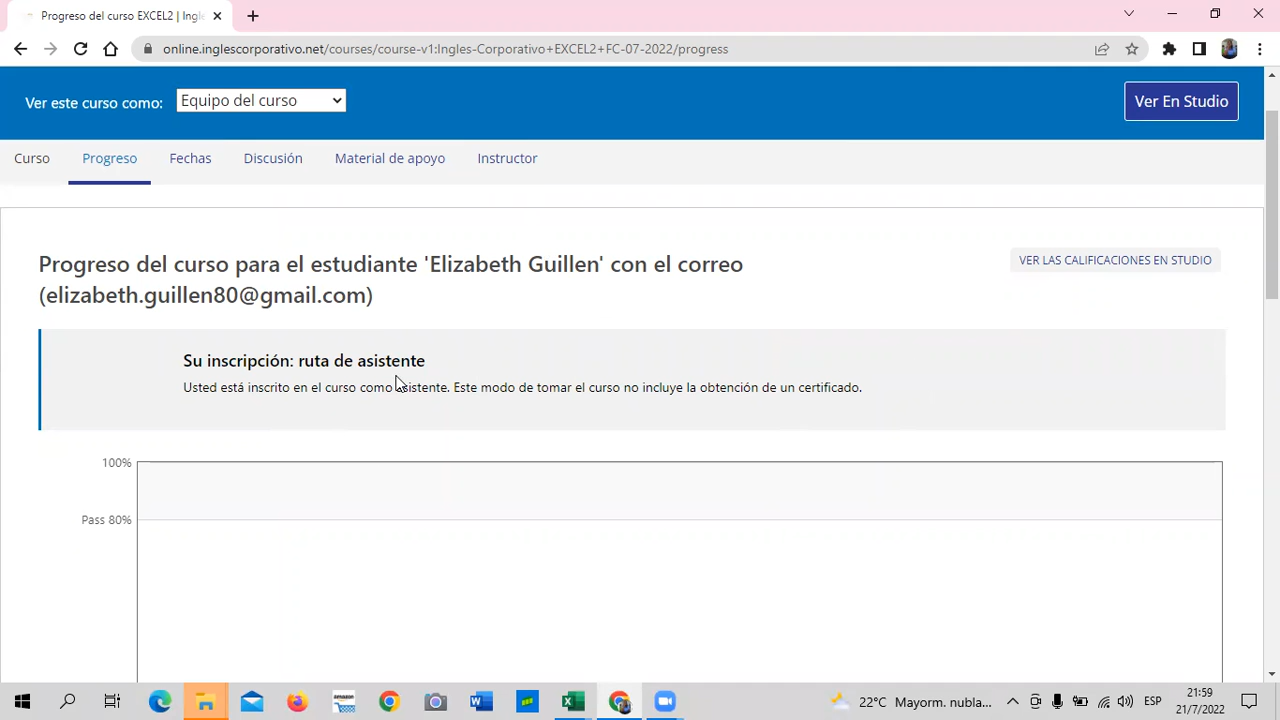 Progreso del curso EXCEL2 | Ingl
online.inglescorporativo.net/courses/course-v1:Ingles-Corporativo+EXCEL2+FC-07-2022/progress
Ver este curso como:
Equipo del curso
Ver En Studio
Curso
Progreso
Fechas
Discusión
Material de apoyo
Instructor
Progreso del curso para el estudiante 'Elizabeth Guillen' con el correo
(elizabeth.guillen80@gmail.com)
VER LAS CALIFICACIONES EN STUDIO
Su inscripción: ruta de asistente
Usted está inscrito en el curso como asistente. Este modo de tomar el curso no incluye la obtención de un certificado.
100%
Pass 80%
22°C Mayorm. nubla...
ESP
21:59
21/7/2022